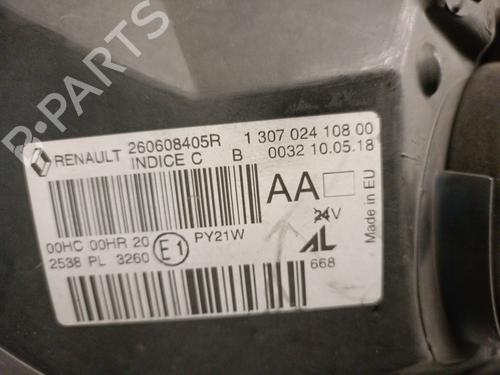 B-PARTS
RENAULT 260608405R 1 307 024 108 00
INDICE C B 0032 10.05.18
AA
24V
Made in EU
00HC 00HR 20 E1 PY21W
2538 PL 3260
AL
668